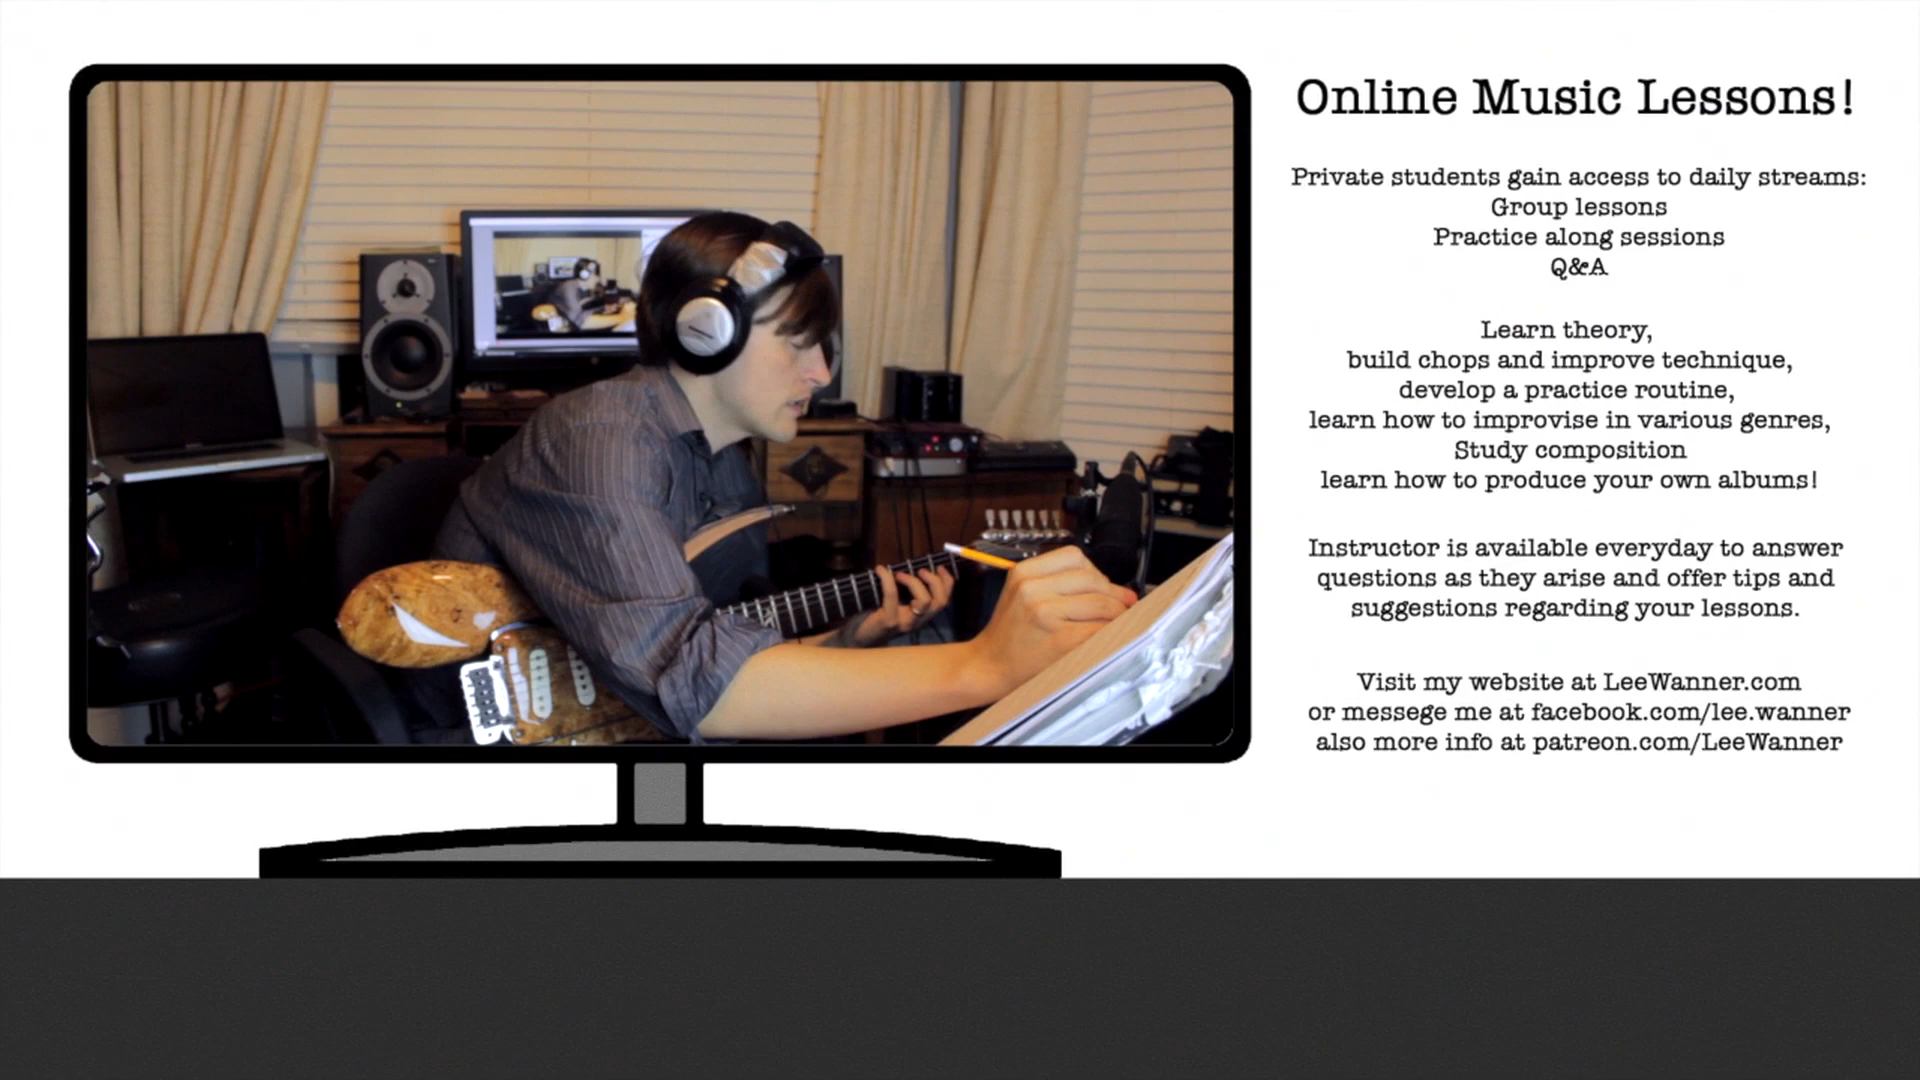 Online Music Lessons!
Private students gain access to daily streams:
Group lessons
Practice along sessions
Q&A
Learn theory,
build chops and improve technique,
develop a practice routine,
learn how to improvise in various genres,
Study composition
learn how to produce your own albums!
Instructor is available everyday to answer
questions as they arise and offer tips and
suggestions regarding your lessons.
Visit my website at LeeWanner.com
or messege me at facebook.com/lee.wanner
also more info at patreon.com/LeeWanner